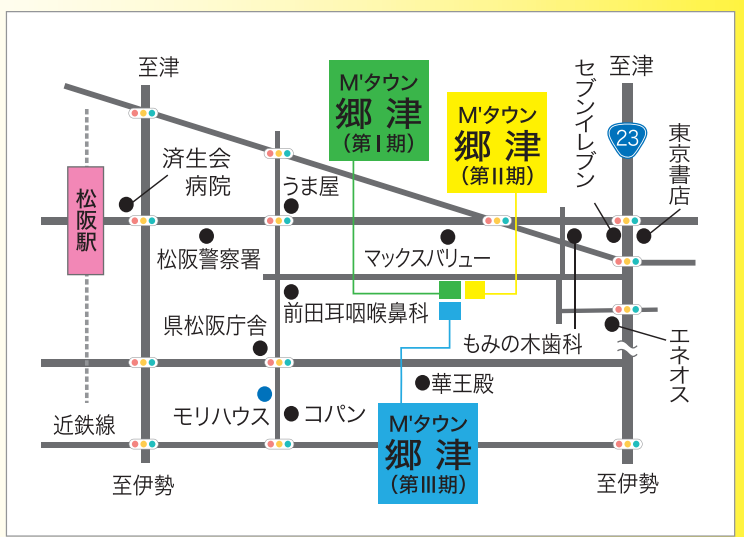 至津
M'タウン
郷津
(第Ⅰ期)
M'タウン
郷津
(第Ⅱ期)
セブンイレブン
至津
23
東京書店
済生会
病院
うま屋
松阪駅
松阪警察署
マックスバリュー
前田耳咽喉鼻科
県松阪庁舎
もみの木歯科
エネオス
華王殿
モリハウス
コパン
近鉄線
M'タウン
郷津
(第Ⅲ期)
至伊勢
至伊勢